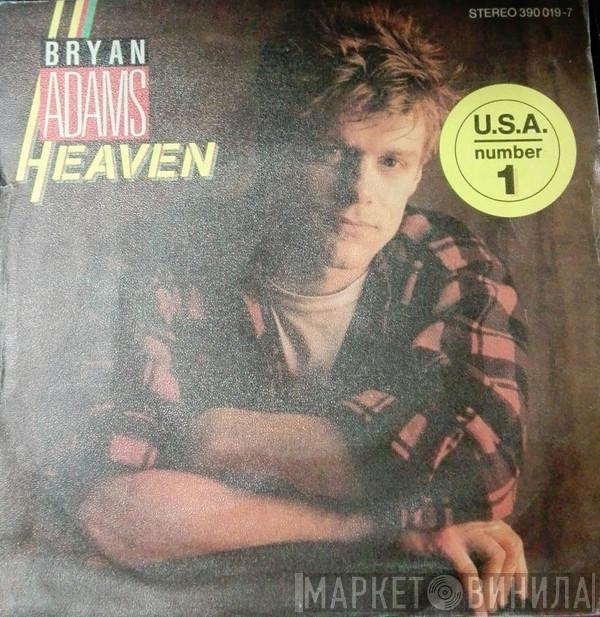 STEREO 390 019-7
BRYAN
ADAMS
HEAVEN
U.S.A.
number
1
МАРКЕТ ВИНИЛА